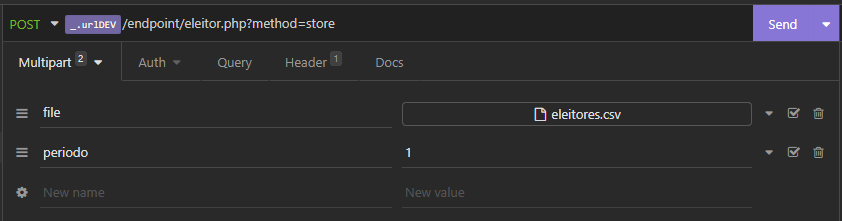 POST _.urlDEV /endpoint/eleitor.php?method=store Send
Multipart 2 Auth Query Header 1 Docs
file eleitores.csv
periodo 1
New name New value